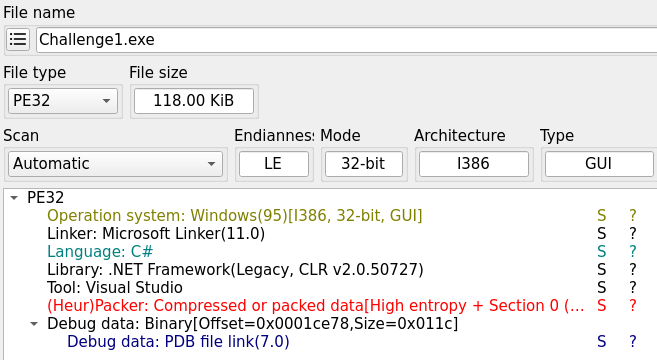 File name
Challenge1.exe
File type File size
PE32 118.00 KiB
Scan Endianness Mode Architecture Type
Automatic LE 32-bit I386 GUI
PE32
Operation system: Windows(95)[I386, 32-bit, GUI] S ?
Linker: Microsoft Linker(11.0) S ?
Language: C# S ?
Library: .NET Framework(Legacy, CLR v2.0.50727) S ?
Tool: Visual Studio S ?
(Heur)Packer: Compressed or packed data[High entropy + Section 0 (... S ?
Debug data: Binary[Offset=0x0001ce78,Size=0x011c]
Debug data: PDB file link(7.0) S ?